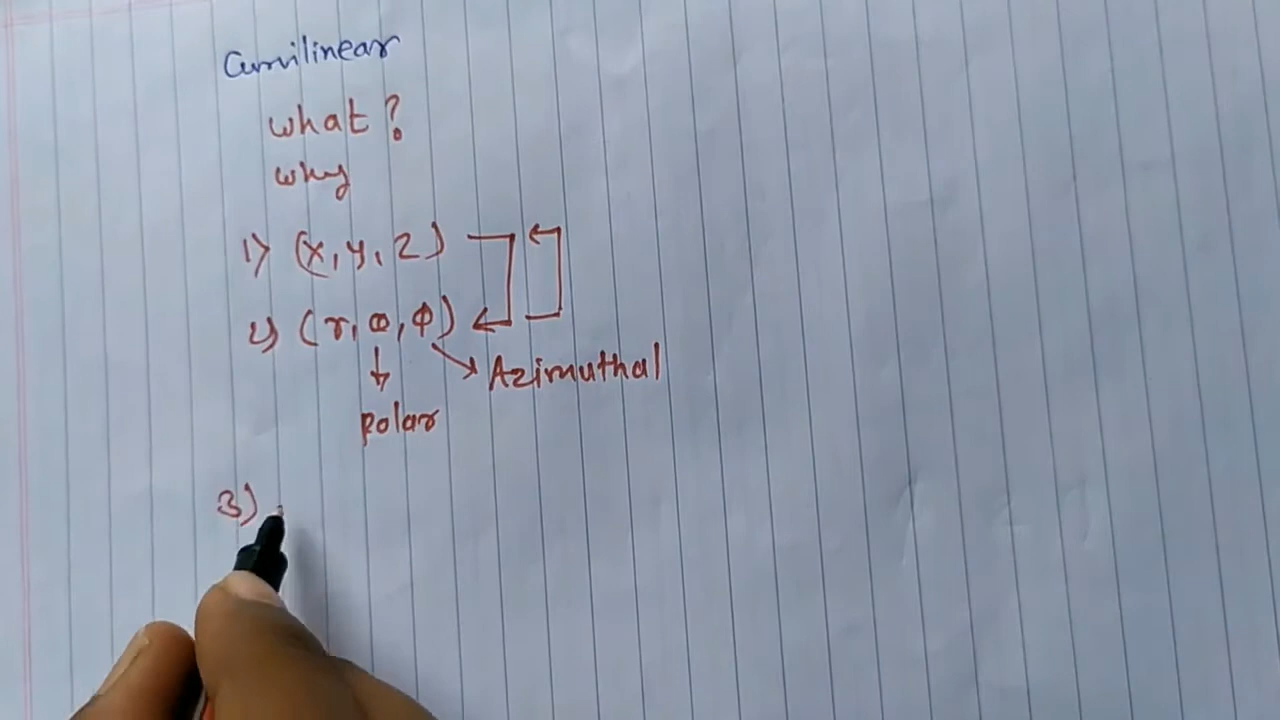 Curvilinear
what?
why
1) (x, y, z)
2) (r, θ, ϕ)
Azimuthal
Polar
3)